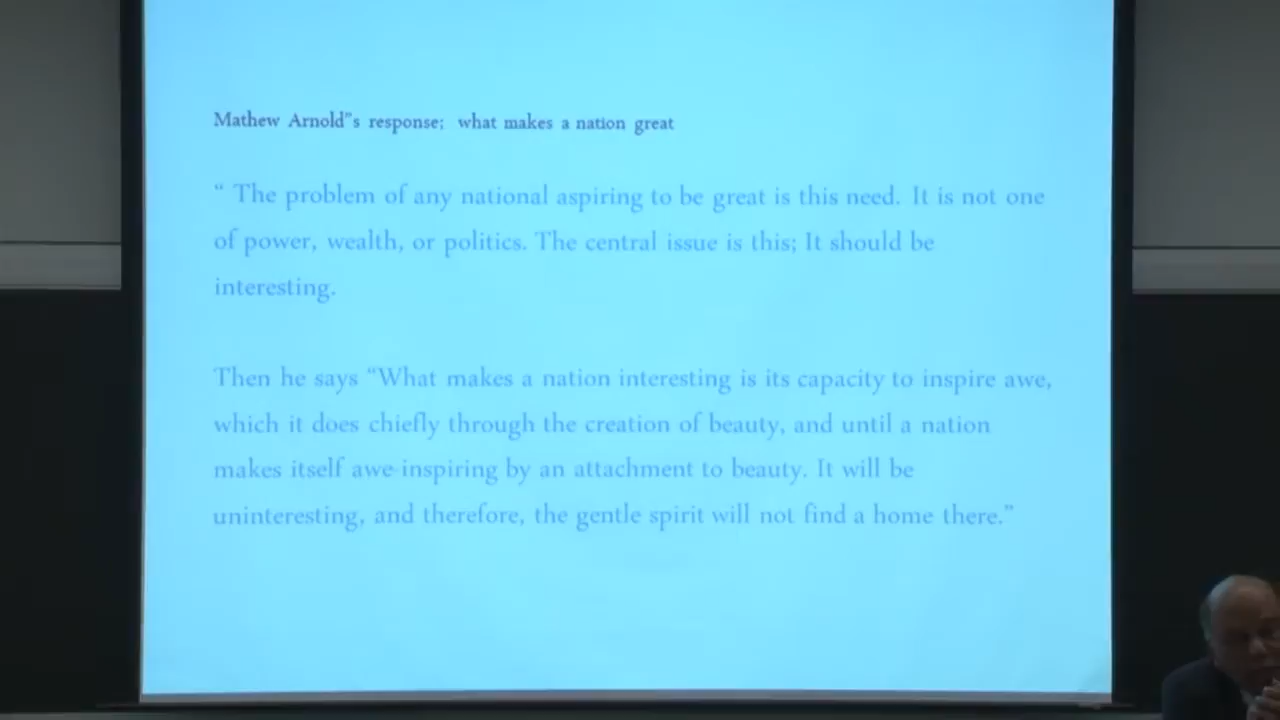 Mathew Arnold"s response; what makes a nation great
“ The problem of any national aspiring to be great is this need. It is not one
of power, wealth, or politics. The central issue is this; It should be
interesting.
Then he says “What makes a nation interesting is its capacity to inspire awe,
which it does chiefly through the creation of beauty, and until a nation
makes itself awe-inspiring by an attachment to beauty. It will be
uninteresting, and therefore, the gentle spirit will not find a home there.”